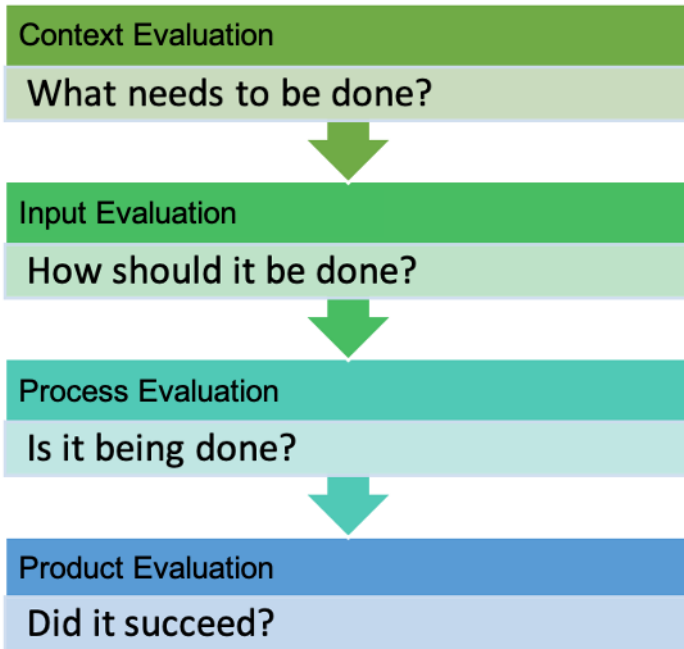 Context Evaluation
What needs to be done?
Input Evaluation
How should it be done?
Process Evaluation
Is it being done?
Product Evaluation
Did it succeed?